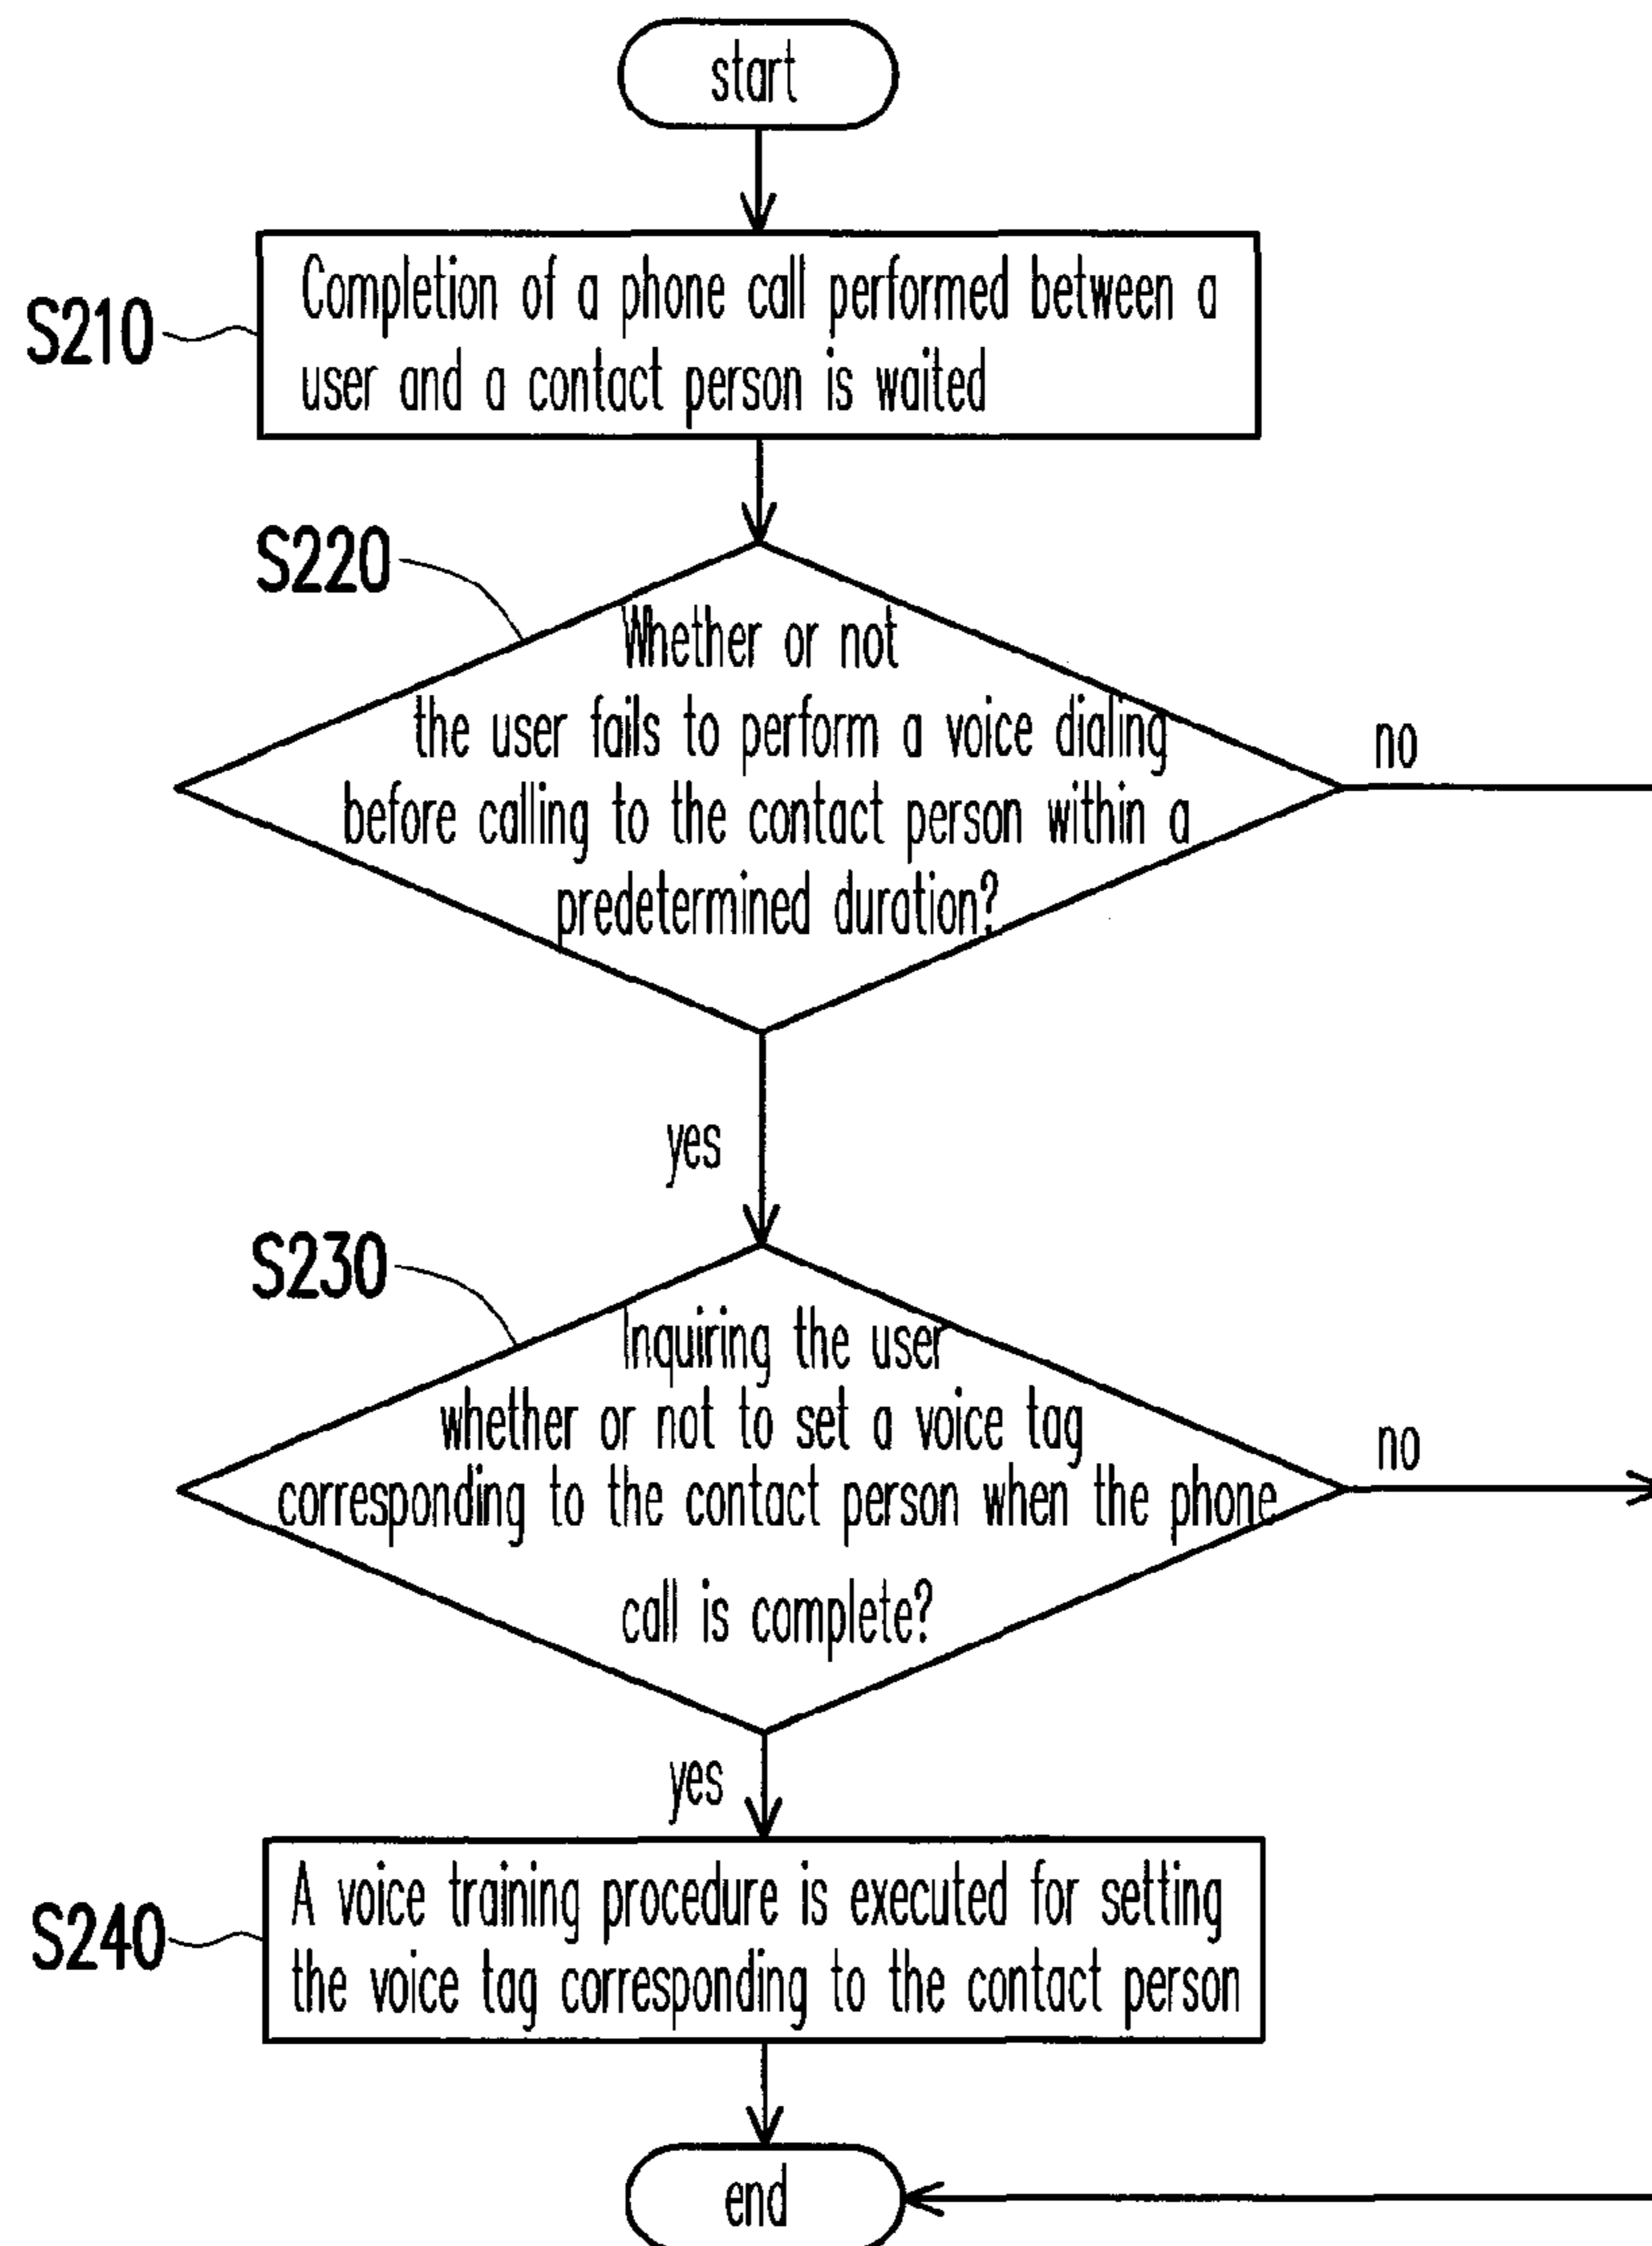 start
S210
Completion of a phone call performed between a
user and a contact person is waited
S220
Whether or not
the user fails to perform a voice dialing
before calling to the contact person within a
predetermined duration?
no
yes
S230
Inquiring the user
whether or not to set a voice tag
corresponding to the contact person when the phone
call is complete?
no
yes
S240
A voice training procedure is executed for setting
the voice tag corresponding to the contact person
end